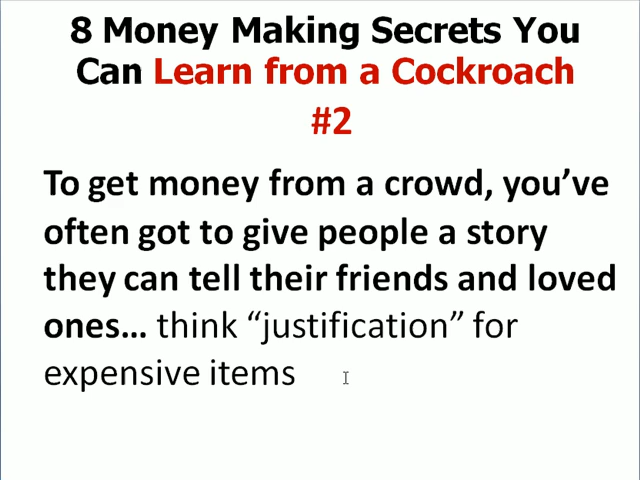 8 Money Making Secrets You
Can Learn from a Cockroach
#2
To get money from a crowd, you’ve
often got to give people a story
they can tell their friends and loved
ones… think “justification” for
expensive items